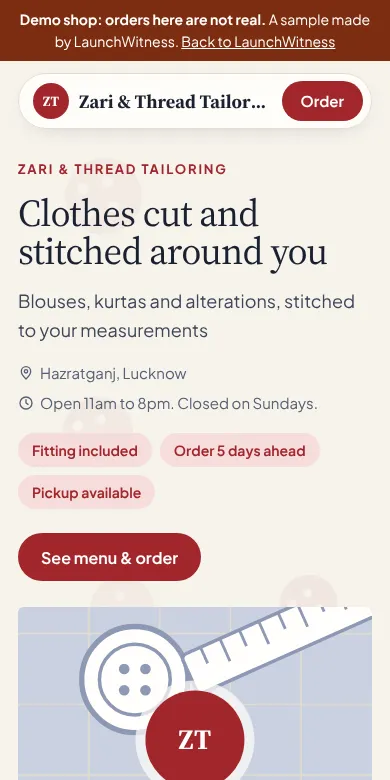 Demo shop: orders here are not real. A sample made
by LaunchWitness. Back to LaunchWitness
ZT
Zari & Thread Tailor...
Order
ZARI & THREAD TAILORING
Clothes cut and
stitched around you
Blouses, kurtas and alterations, stitched
to your measurements
Hazratganj, Lucknow
Open 11am to 8pm. Closed on Sundays.
Fitting included
Order 5 days ahead
Pickup available
See menu & order
ZT